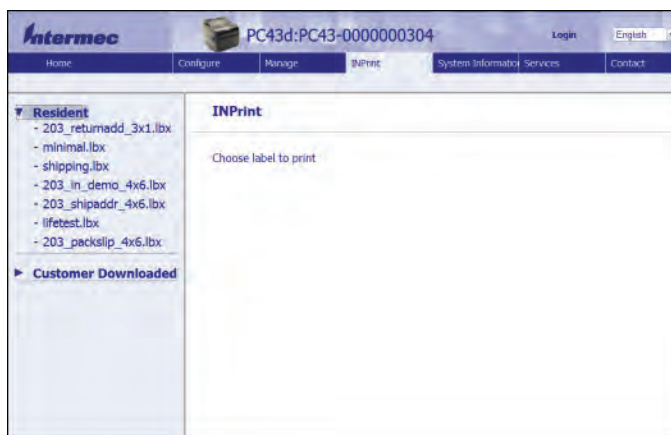 Intermec
PC43d:PC43-0000000304
Login
English
Home
Configure
Manage
INPrint
System Informatio
Services
Contact
Resident
- 203_returnadd_3x1.lbx
- minimal.lbx
- shipping.lbx
- 203_in_demo_4x6.lbx
- 203_shipaddr_4x6.lbx
- lifetest.lbx
- 203_packslip_4x6.lbx
Customer Downloaded
INPrint
Choose label to print